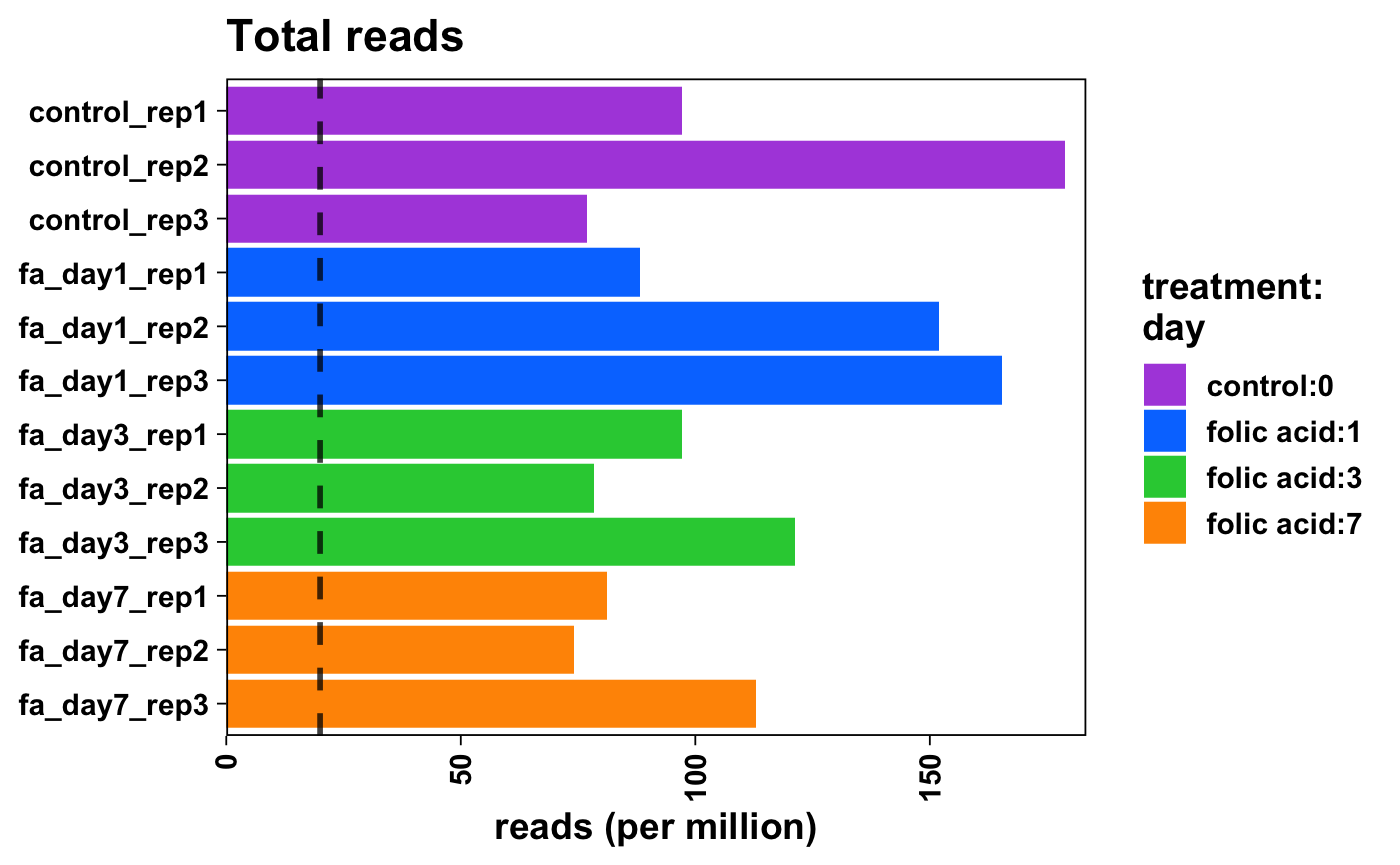 Total reads
control_rep1
control_rep2
control_rep3
fa_day1_rep1
fa_day1_rep2
fa_day1_rep3
fa_day3_rep1
fa_day3_rep2
fa_day3_rep3
fa_day7_rep1
fa_day7_rep2
fa_day7_rep3
0
50
100
150
reads (per million)
treatment:
day
control:0
folic acid:1
folic acid:3
folic acid:7